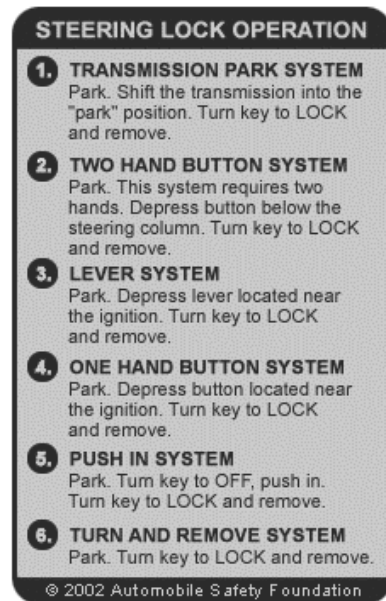 STEERING LOCK OPERATION
1. TRANSMISSION PARK SYSTEM
Park. Shift the transmission into the
"park" position. Turn key to LOCK
and remove.
2. TWO HAND BUTTON SYSTEM
Park. This system requires two
hands. Depress button below the
steering column. Turn key to LOCK
and remove.
3. LEVER SYSTEM
Park. Depress lever located near
the ignition. Turn key to LOCK
and remove.
4. ONE HAND BUTTON SYSTEM
Park. Depress button located near
the ignition. Turn key to LOCK
and remove.
5. PUSH IN SYSTEM
Park. Turn key to OFF, push in.
Turn key to LOCK and remove.
6. TURN AND REMOVE SYSTEM
Park. Turn key to LOCK and remove.
© 2002 Automobile Safety Foundation